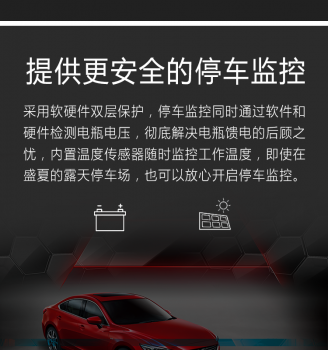 提供更安全的停车监控
采用软硬件双层保护，停车监控同时通过软件和
硬件检测电瓶电压，彻底解决电瓶馈电的后顾之
忧，内置温度传感器随时监控工作温度，即使在
盛夏的露天停车场，也可以放心开启停车监控。